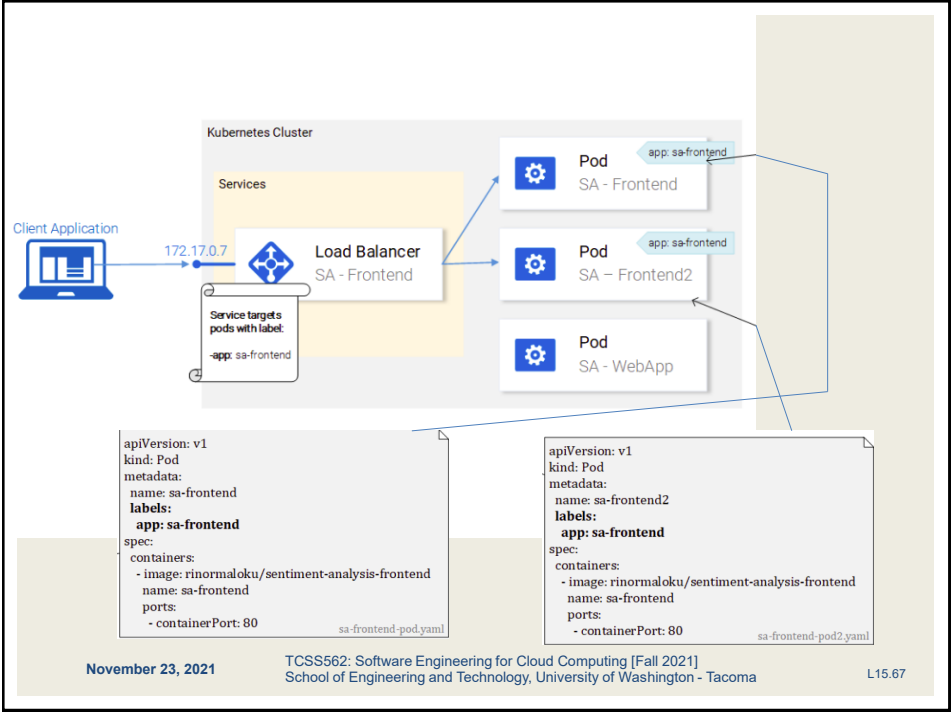 Kubernetes Cluster
Services
Client Application
172.17.0.7
Load Balancer
SA - Frontend
Service targets
pods with label:
-app: sa-frontend
Pod
app: sa-frontend
SA - Frontend
Pod
app: sa-frontend
SA – Frontend2
Pod
SA - WebApp
apiVersion: v1
kind: Pod
metadata:
name: sa-frontend
labels:
app: sa-frontend
spec:
containers:
- image: rinormaloku/sentiment-analysis-frontend
name: sa-frontend
ports:
- containerPort: 80
sa-frontend-pod.yaml
apiVersion: v1
kind: Pod
metadata:
name: sa-frontend2
labels:
app: sa-frontend
spec:
containers:
- image: rinormaloku/sentiment-analysis-frontend
name: sa-frontend
ports:
- containerPort: 80
sa-frontend-pod2.yaml
November 23, 2021
TCSS562: Software Engineering for Cloud Computing [Fall 2021]
School of Engineering and Technology, University of Washington - Tacoma
L15.67